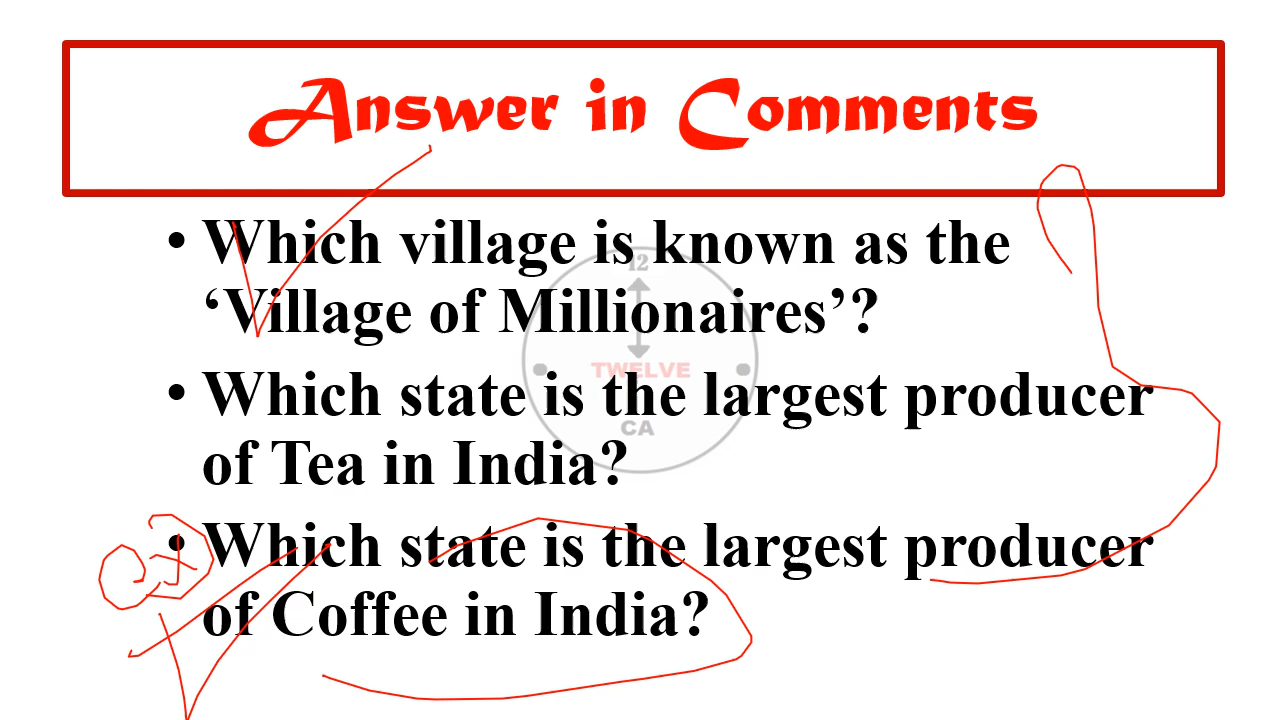 Answer in Comments
• Which village is known as the
‘Village of Millionaires’?
• Which state is the largest producer
of Tea in India?
• Which state is the largest producer
of Coffee in India?
12
TWELVE
CA